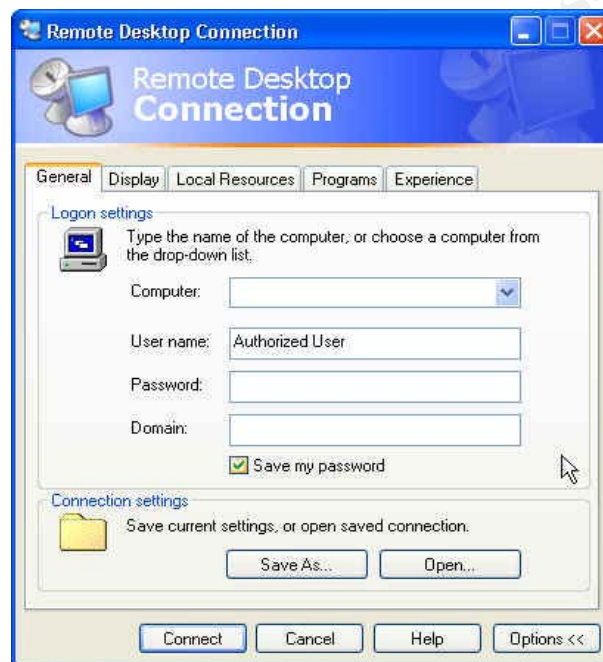 Remote Desktop Connection
Remote Desktop
Connection
General Display Local Resources Programs Experience
Logon settings
Type the name of the computer, or choose a computer from
the drop-down list.
Computer:
User name: Authorized User
Password:
Domain:
Save my password
Connection settings
Save current settings, or open saved connection.
Save As... Open...
Connect Cancel Help Options <<